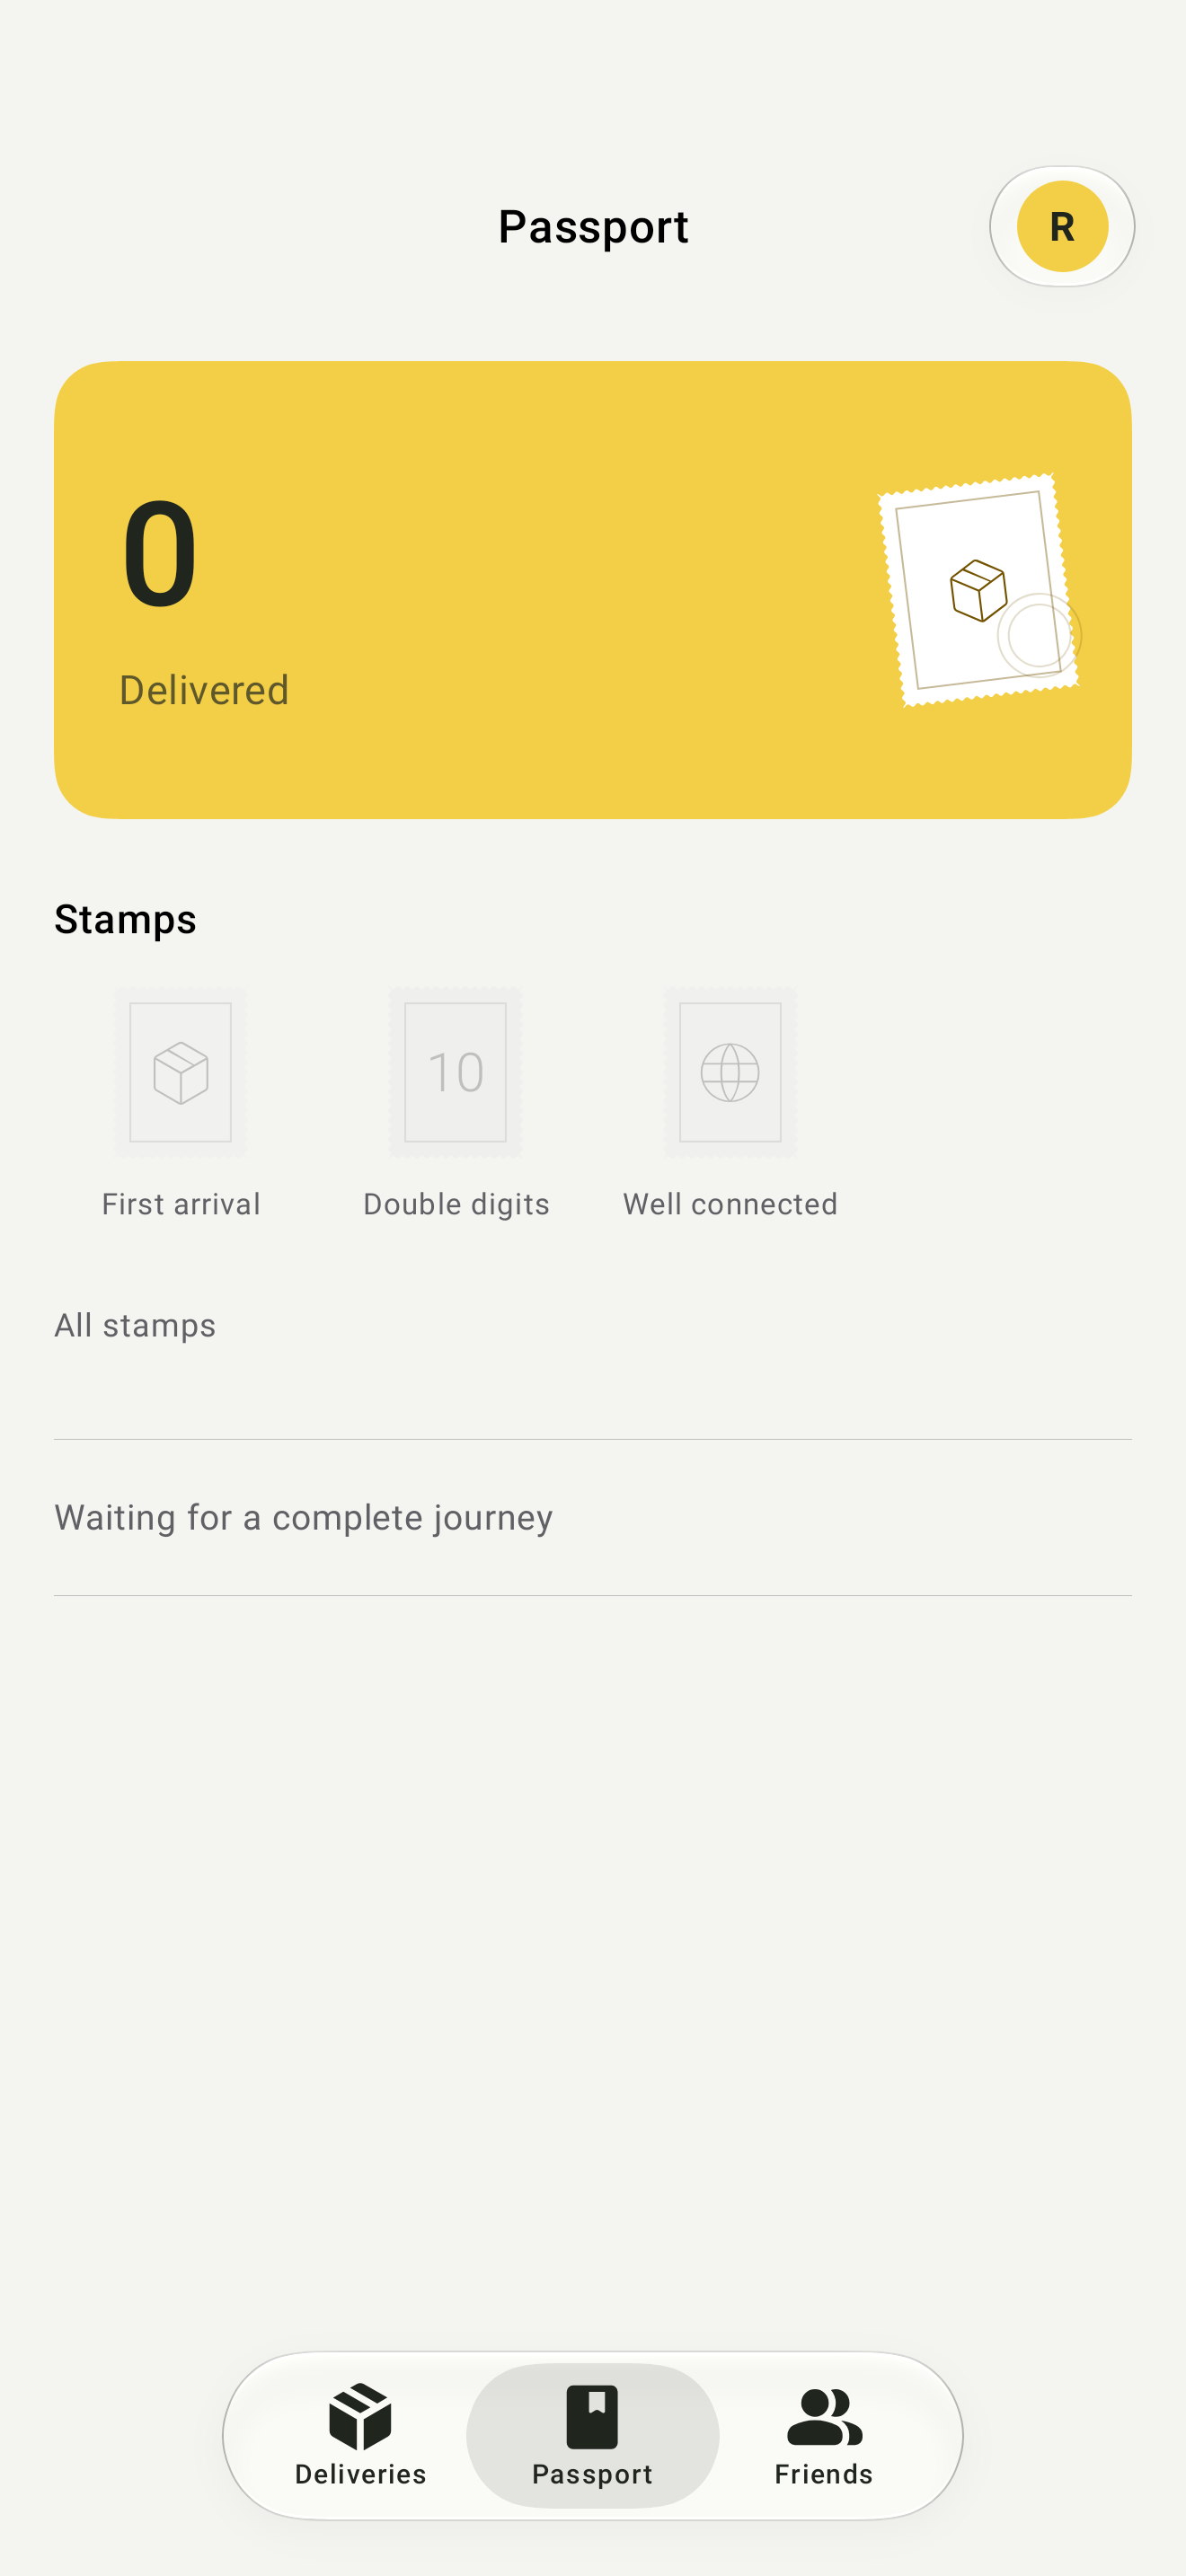 Passport
R
0
Delivered
Stamps
10
First arrival
Double digits
Well connected
All stamps
Waiting for a complete journey
Deliveries
Passport
Friends